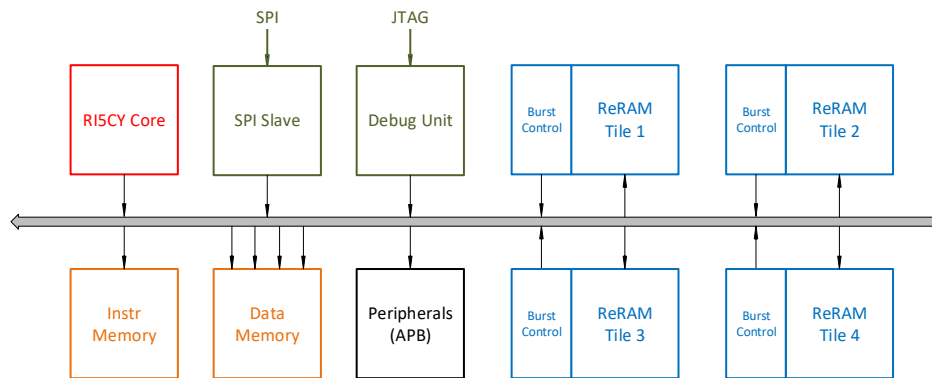 SPI
JTAG
RI5CY Core
SPI Slave
Debug Unit
Burst
Control
ReRAM
Tile 1
Burst
Control
ReRAM
Tile 2
Instr
Memory
Data
Memory
Peripherals
(APB)
Burst
Control
ReRAM
Tile 3
Burst
Control
ReRAM
Tile 4